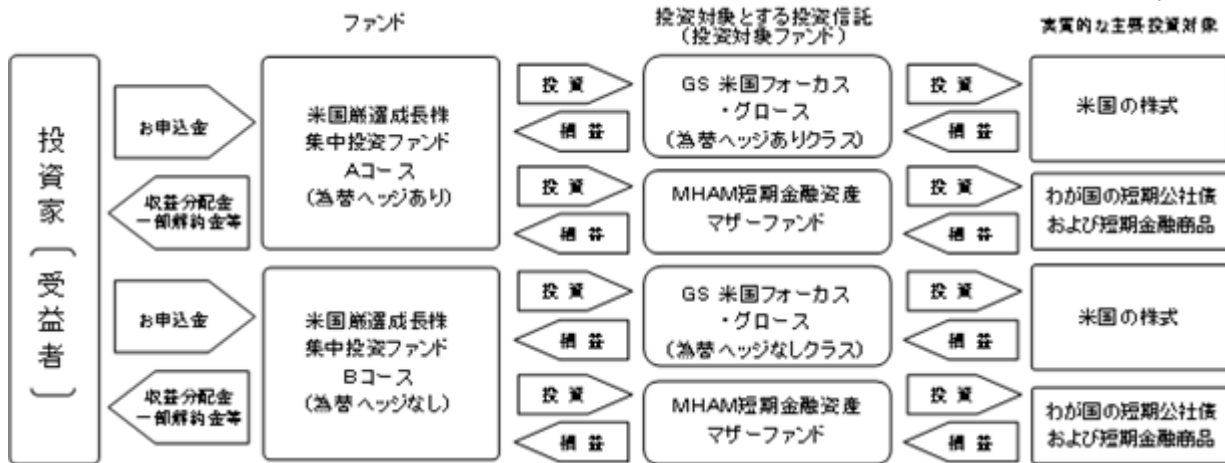 ファンド
投資対象とする投資信託
(投資対象ファンド)
実質的な主要投資対象
投資家〔受益者〕
お申込金
収益分配金
一部解約金等
米国厳選成長株
集中投資ファンド
Aコース
(為替ヘッジあり)
投資
損益
GS 米国フォーカス
・グロース
(為替ヘッジありクラス)
投資
損益
米国の株式
投資
損益
MHAM短期金融資産
マザーファンド
投資
損益
わが国の短期公社債
および短期金融商品
お申込金
収益分配金
一部解約金等
米国厳選成長株
集中投資ファンド
Bコース
(為替ヘッジなし)
投資
損益
GS 米国フォーカス
・グロース
(為替ヘッジなしクラス)
投資
損益
米国の株式
投資
損益
MHAM短期金融資産
マザーファンド
投資
損益
わが国の短期公社債
および短期金融商品